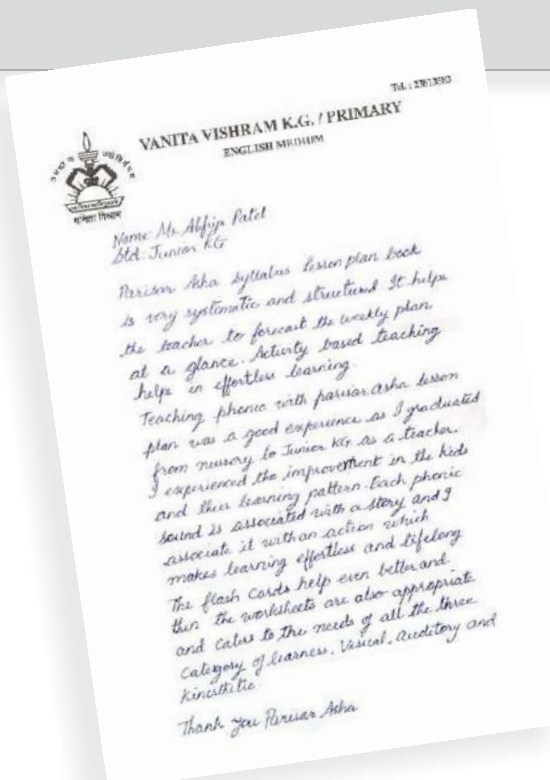 Tel. : 23813983
VANITA VISHRAM K.G. / PRIMARY
ENGLISH MEDIUM
वनिता विश्राम
Name: Ms. Patel
Std: Junior KG
Parisar Asha syllabus lesson plan book
is very systematic and structured. It helps
the teacher to forecast the weekly plan
at a glance. Activity based teaching
helps in effortless learning.
Teaching phonic with parisar asha lesson
plan was a good experience as I graduated
from nursery to Junior KG as a teacher.
I experienced the improvement in the kids
and their learning pattern. Each phonic
sound is associated with a story and I
associate it with an action which
makes learning effortless and lifelong
The flash cards help even better and
thin the worksheets are also appropriate
and caters to the needs of all the three
category of learners. Visual, auditory and
kinesthetic.
Thank you Parisar Asha